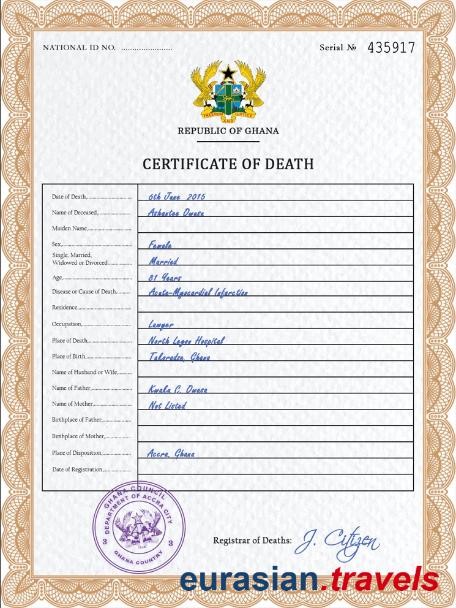 NATIONAL ID NO. ........................
Serial № 435917
REPUBLIC OF GHANA
CERTIFICATE OF DEATH
Date of Death, 6th June 2015
Name of Deceased, Ashantee Owusu
Maiden Name,
Sex, Female
Single, Married, Widowed or Divorced Married
Age, 81 Years
Disease or Cause of Death, Acute-Myocardial Infarction
Residence,
Occupation, Lawyer
Place of Death, North Legon Hospital
Place of Birth, Takoradze, Ghana
Name of Husband or Wife,
Name of Father, Kwaku C. Owusu
Name of Mother, Not Listed
Birthplace of Father,
Birthplace of Mother,
Place of Disposition, Accra, Ghana
Date of Registration,
GHANA COUNCIL
DEPARTMENT OF ACCRA CITY
GHANA COUNTRY
Registrar of Deaths: J. Citizen
eurasian.travels